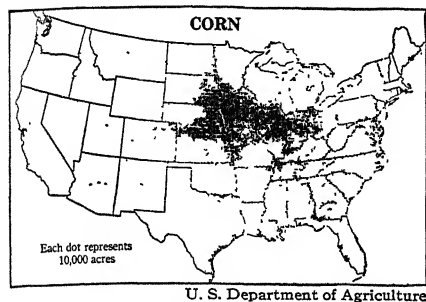 CORN
Each dot represents
10,000 acres
U. S. Department of Agriculture